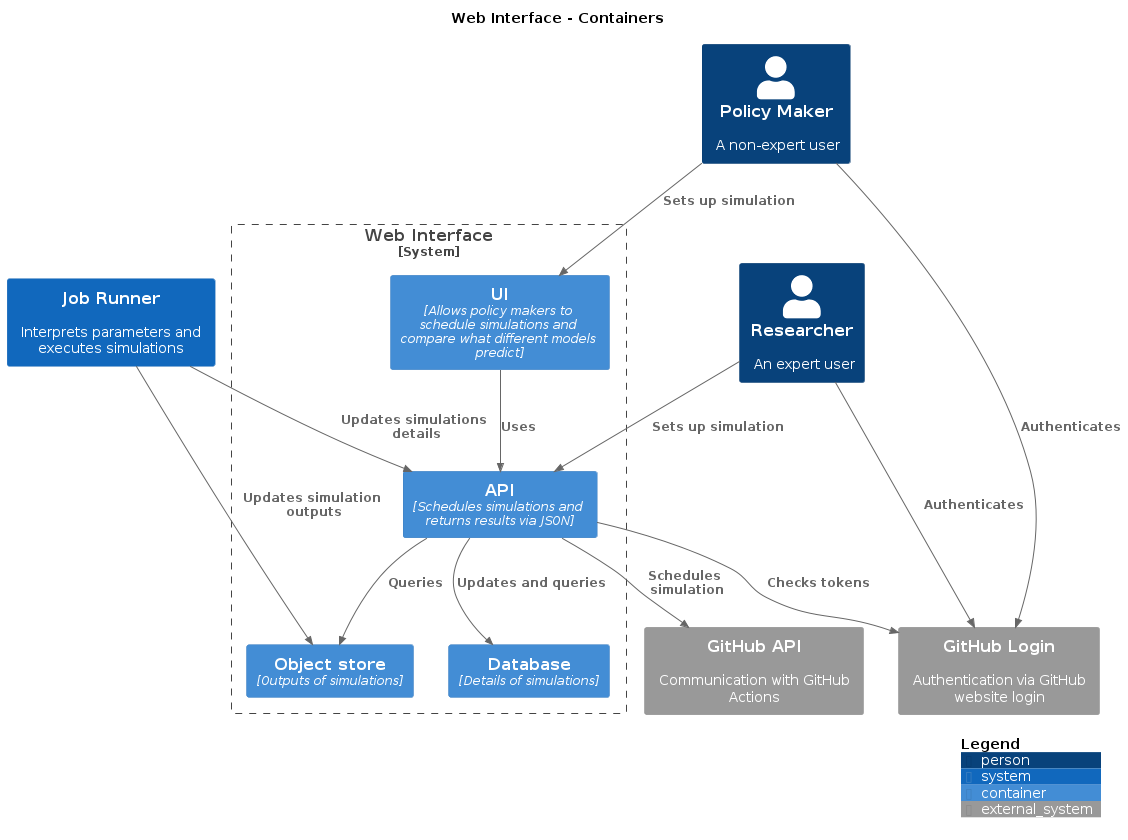 Web Interface - Containers
Policy Maker
A non-expert user
Sets up simulation
Web Interface
[System]
Job Runner
Interprets parameters and
executes simulations
UI
[Allows policy makers to
schedule simulations and
compare what different models
predict]
Researcher
An expert user
Updates simulations
details
Uses
Sets up simulation
Authenticates
Updates simulation
outputs
API
[Schedules simulations and
returns results via JSON]
Authenticates
Queries
Updates and queries
Schedules
simulation
Checks tokens
Object store
[Outputs of simulations]
Database
[Details of simulations]
GitHub API
Communication with GitHub
Actions
GitHub Login
Authentication via GitHub
website login
Legend
person
system
container
external_system